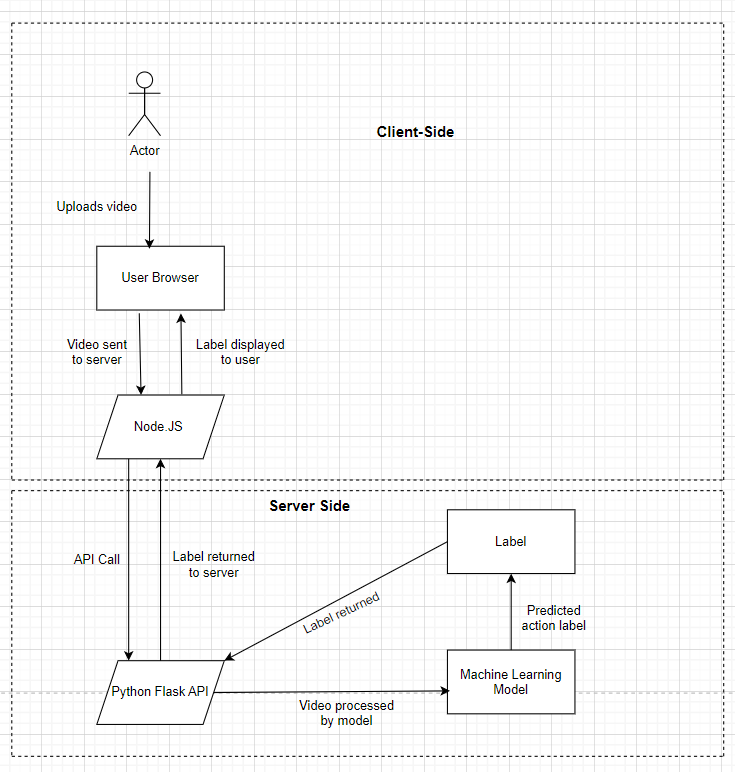 Client-Side
Actor
Uploads video
User Browser
Video sent
to server
Label displayed
to user
Node.JS
Server Side
Label
API Call
Label returned
to server
Label returned
Predicted
action label
Python Flask API
Machine Learning
Model
Video processed
by model